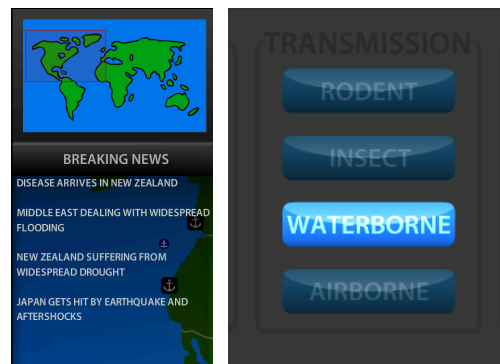 BREAKING NEWS
DISEASE ARRIVES IN NEW ZEALAND
MIDDLE EAST DEALING WITH WIDESPREAD
FLOODING
NEW ZEALAND SUFFERING FROM
WIDESPREAD DROUGHT
JAPAN GETS HIT BY EARTHQUAKE AND
AFTERSHOCKS
TRANSMISSION
RODENT
INSECT
WATERBORNE
AIRBORNE